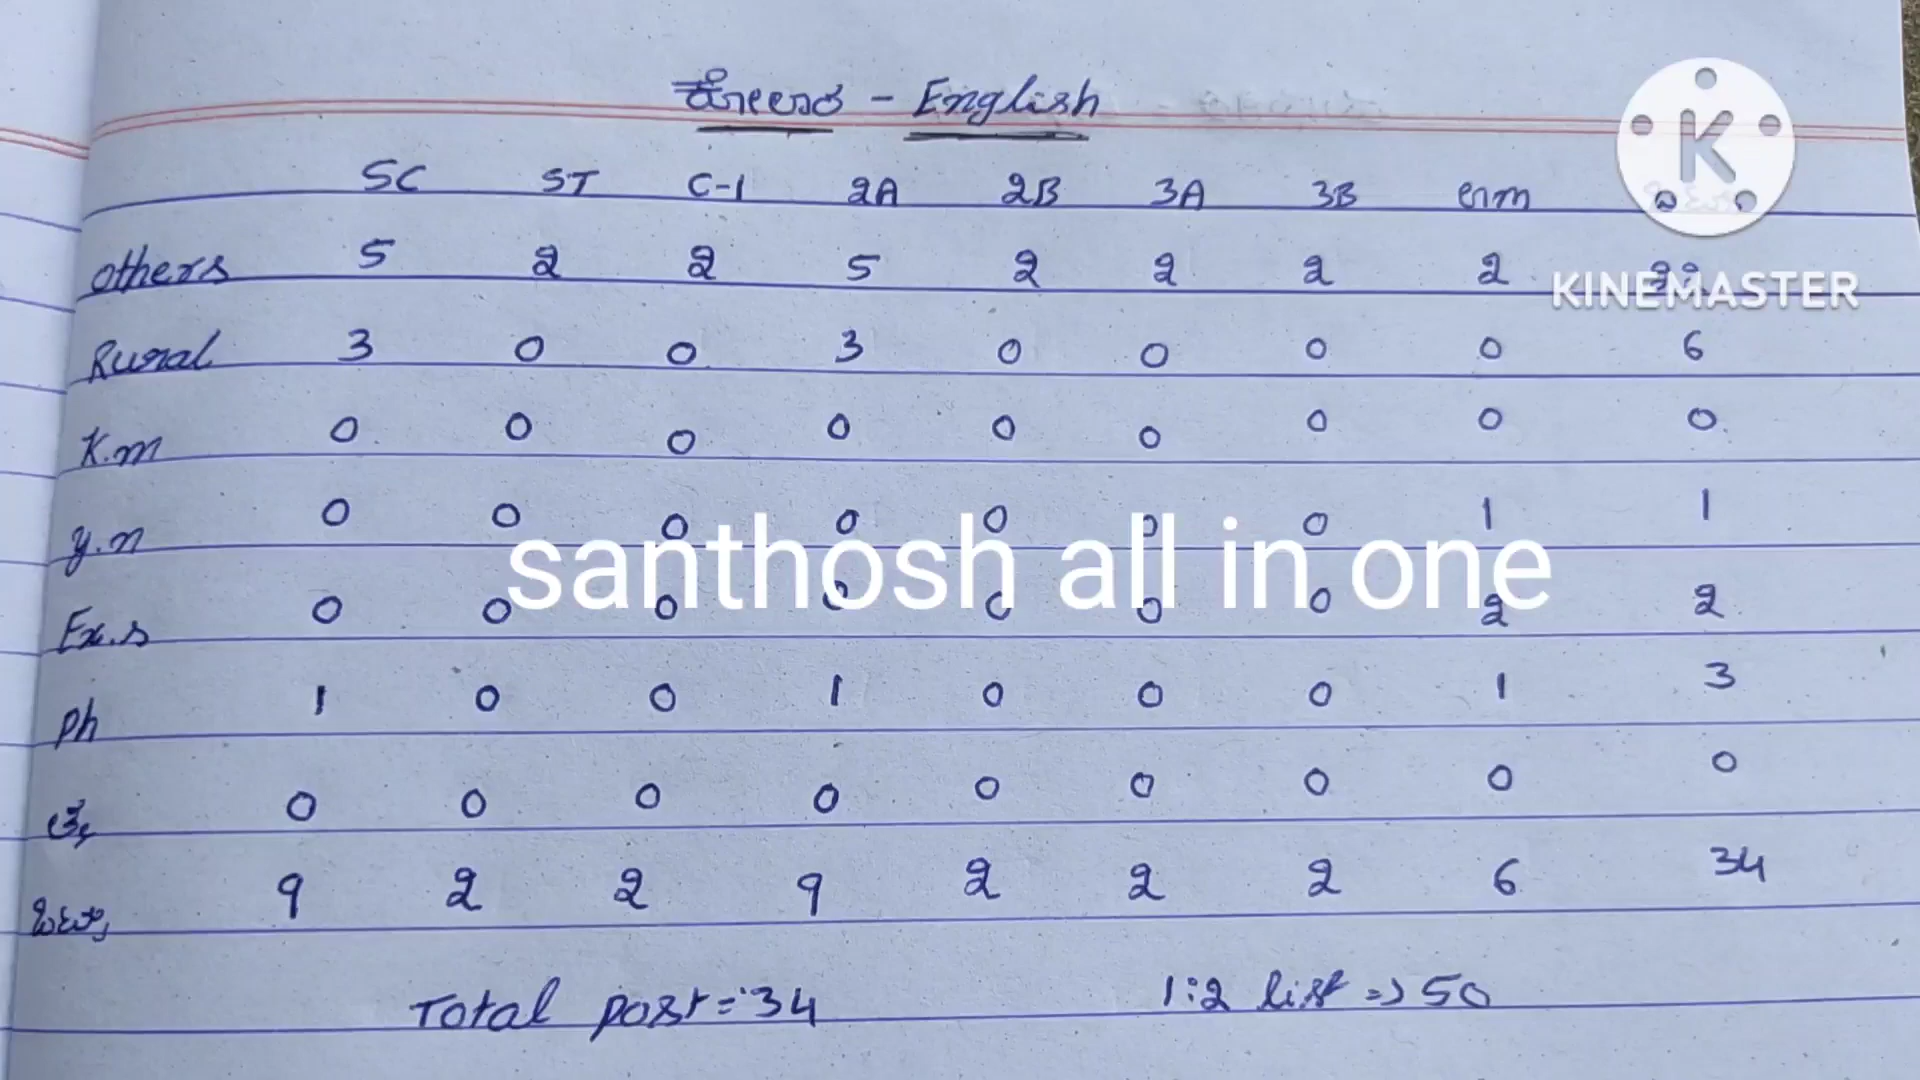 ಕೋಲಾರ - English
SC ST C-1 2A 2B 3A 3B GM
others 5 2 2 5 2 2 2 2 22
Rural 3 0 0 3 0 0 0 0 6
K.m 0 0 0 0 0 0 0 0 0
y.n 0 0 0 0 0 0 0 1 1
Ex.s 0 0 0 0 0 0 0 2 2
ph 1 0 0 1 0 0 0 1 3
0 0 0 0 0 0 0 0 0
ಒಟ್ಟು 9 2 2 9 2 2 2 6 34
Total post = 34 1:2 list => 50
K
KINEMASTER
santhosh all in one